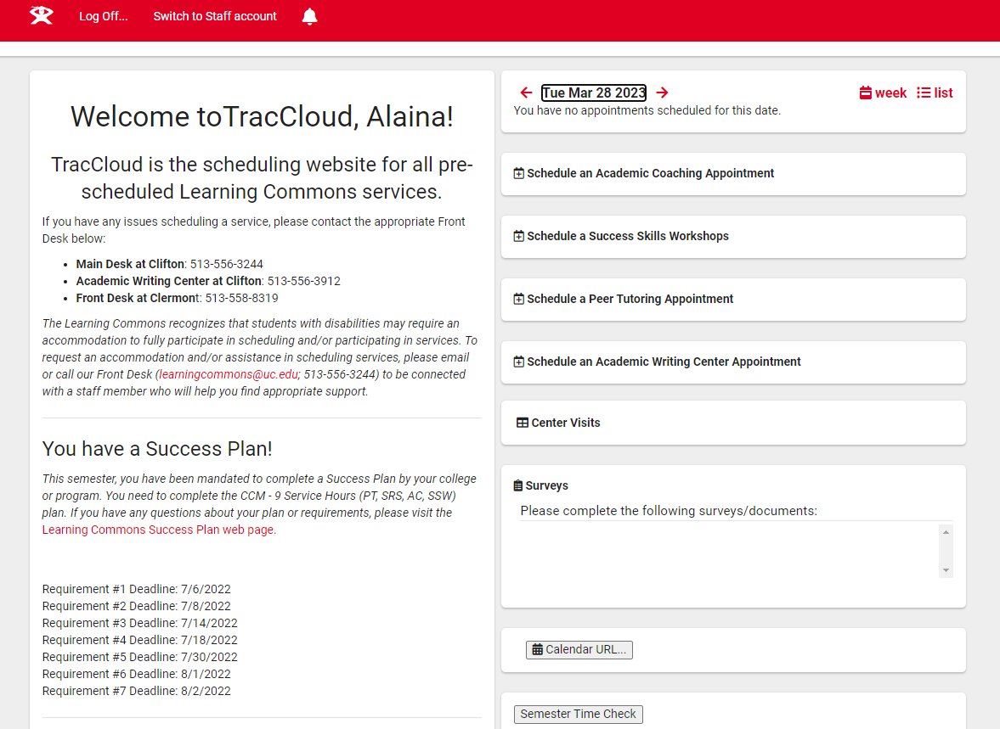 Log Off...
Switch to Staff account
Welcome toTracCloud, Alaina!
TracCloud is the scheduling website for all pre-
scheduled Learning Commons services.
If you have any issues scheduling a service, please contact the appropriate Front
Desk below:
Main Desk at Clifton: 513-556-3244
Academic Writing Center at Clifton: 513-556-3912
Front Desk at Clermont: 513-558-8319
The Learning Commons recognizes that students with disabilities may require an
accommodation to fully participate in scheduling and/or participating in services. To
request an accommodation and/or assistance in scheduling services, please email
or call our Front Desk (learningcommons@uc.edu; 513-556-3244) to be connected
with a staff member who will help you find appropriate support.
You have a Success Plan!
This semester, you have been mandated to complete a Success Plan by your college
or program. You need to complete the CCM - 9 Service Hours (PT, SRS, AC, SSW)
plan. If you have any questions about your plan or requirements, please visit the
Learning Commons Success Plan web page.
Requirement #1 Deadline: 7/6/2022
Requirement #2 Deadline: 7/8/2022
Requirement #3 Deadline: 7/14/2022
Requirement #4 Deadline: 7/18/2022
Requirement #5 Deadline: 7/30/2022
Requirement #6 Deadline: 8/1/2022
Requirement #7 Deadline: 8/2/2022
Tue Mar 28 2023
week
list
You have no appointments scheduled for this date.
Schedule an Academic Coaching Appointment
Schedule a Success Skills Workshops
Schedule a Peer Tutoring Appointment
Schedule an Academic Writing Center Appointment
Center Visits
Surveys
Please complete the following surveys/documents:
Calendar URL...
Semester Time Check